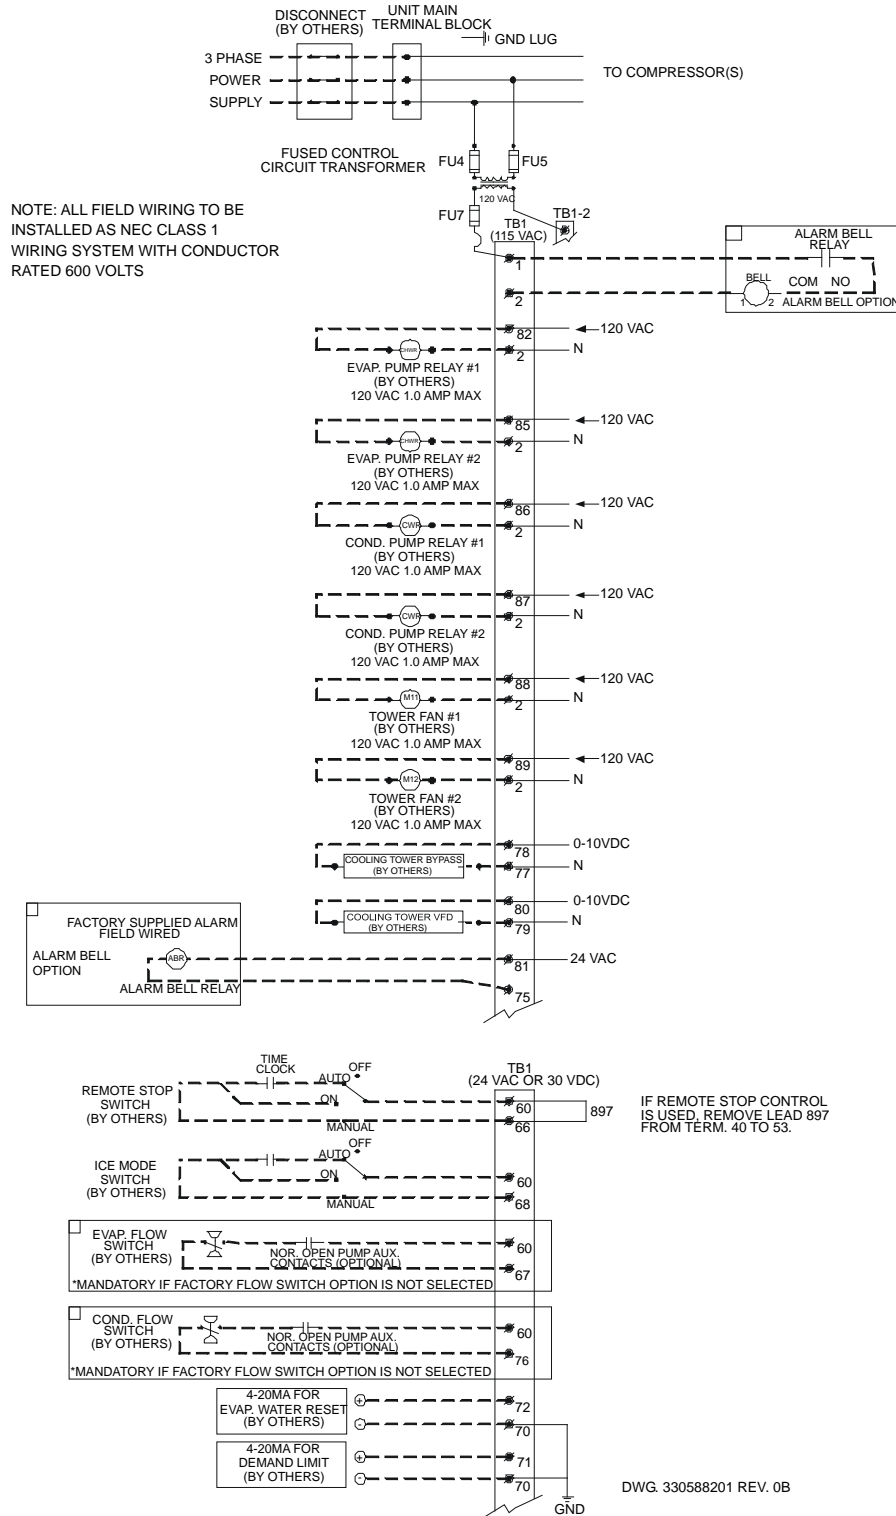 DISCONNECT
(BY OTHERS)
UNIT MAIN
TERMINAL BLOCK
GND LUG
3 PHASE
POWER
SUPPLY
TO COMPRESSOR(S)
FUSED CONTROL
CIRCUIT TRANSFORMER
FU4
FU5
120 VAC
FU7
TB1-2
TB1
(115 VAC)
NOTE: ALL FIELD WIRING TO BE
INSTALLED AS NEC CLASS 1
WIRING SYSTEM WITH CONDUCTOR
RATED 600 VOLTS
ALARM BELL
RELAY
1
BELL
COM NO
1 2
ALARM BELL OPTION
2
82
120 VAC
CHWR
2
N
EVAP. PUMP RELAY #1
(BY OTHERS)
120 VAC 1.0 AMP MAX
85
120 VAC
CHWR
2
N
EVAP. PUMP RELAY #2
(BY OTHERS)
120 VAC 1.0 AMP MAX
86
120 VAC
CWR
2
N
COND. PUMP RELAY #1
(BY OTHERS)
120 VAC 1.0 AMP MAX
87
120 VAC
CWR
2
N
COND. PUMP RELAY #2
(BY OTHERS)
120 VAC 1.0 AMP MAX
88
120 VAC
M11
2
N
TOWER FAN #1
(BY OTHERS)
120 VAC 1.0 AMP MAX
89
120 VAC
M12
2
N
TOWER FAN #2
(BY OTHERS)
120 VAC 1.0 AMP MAX
78
0-10VDC
COOLING TOWER BYPASS
(BY OTHERS)
77
N
80
0-10VDC
COOLING TOWER VFD
(BY OTHERS)
79
N
FACTORY SUPPLIED ALARM
FIELD WIRED
ALARM BELL
OPTION
ABR
81
24 VAC
ALARM BELL RELAY
75
TIME
CLOCK
OFF
AUTO
ON
MANUAL
REMOTE STOP
SWITCH
(BY OTHERS)
TB1
(24 VAC OR 30 VDC)
60
66
897
IF REMOTE STOP CONTROL
IS USED, REMOVE LEAD 897
FROM TERM. 40 TO 53.
OFF
AUTO
ON
MANUAL
ICE MODE
SWITCH
(BY OTHERS)
60
68
EVAP. FLOW
SWITCH
(BY OTHERS)
NOR. OPEN PUMP AUX.
CONTACTS (OPTIONAL)
60
67
*MANDATORY IF FACTORY FLOW SWITCH OPTION IS NOT SELECTED
COND. FLOW
SWITCH
(BY OTHERS)
NOR. OPEN PUMP AUX.
CONTACTS (OPTIONAL)
60
76
*MANDATORY IF FACTORY FLOW SWITCH OPTION IS NOT SELECTED
4-20MA FOR
EVAP. WATER RESET
(BY OTHERS)
+
-
72
70
4-20MA FOR
DEMAND LIMIT
(BY OTHERS)
+
-
71
70
GND
DWG. 330588201 REV. 0B